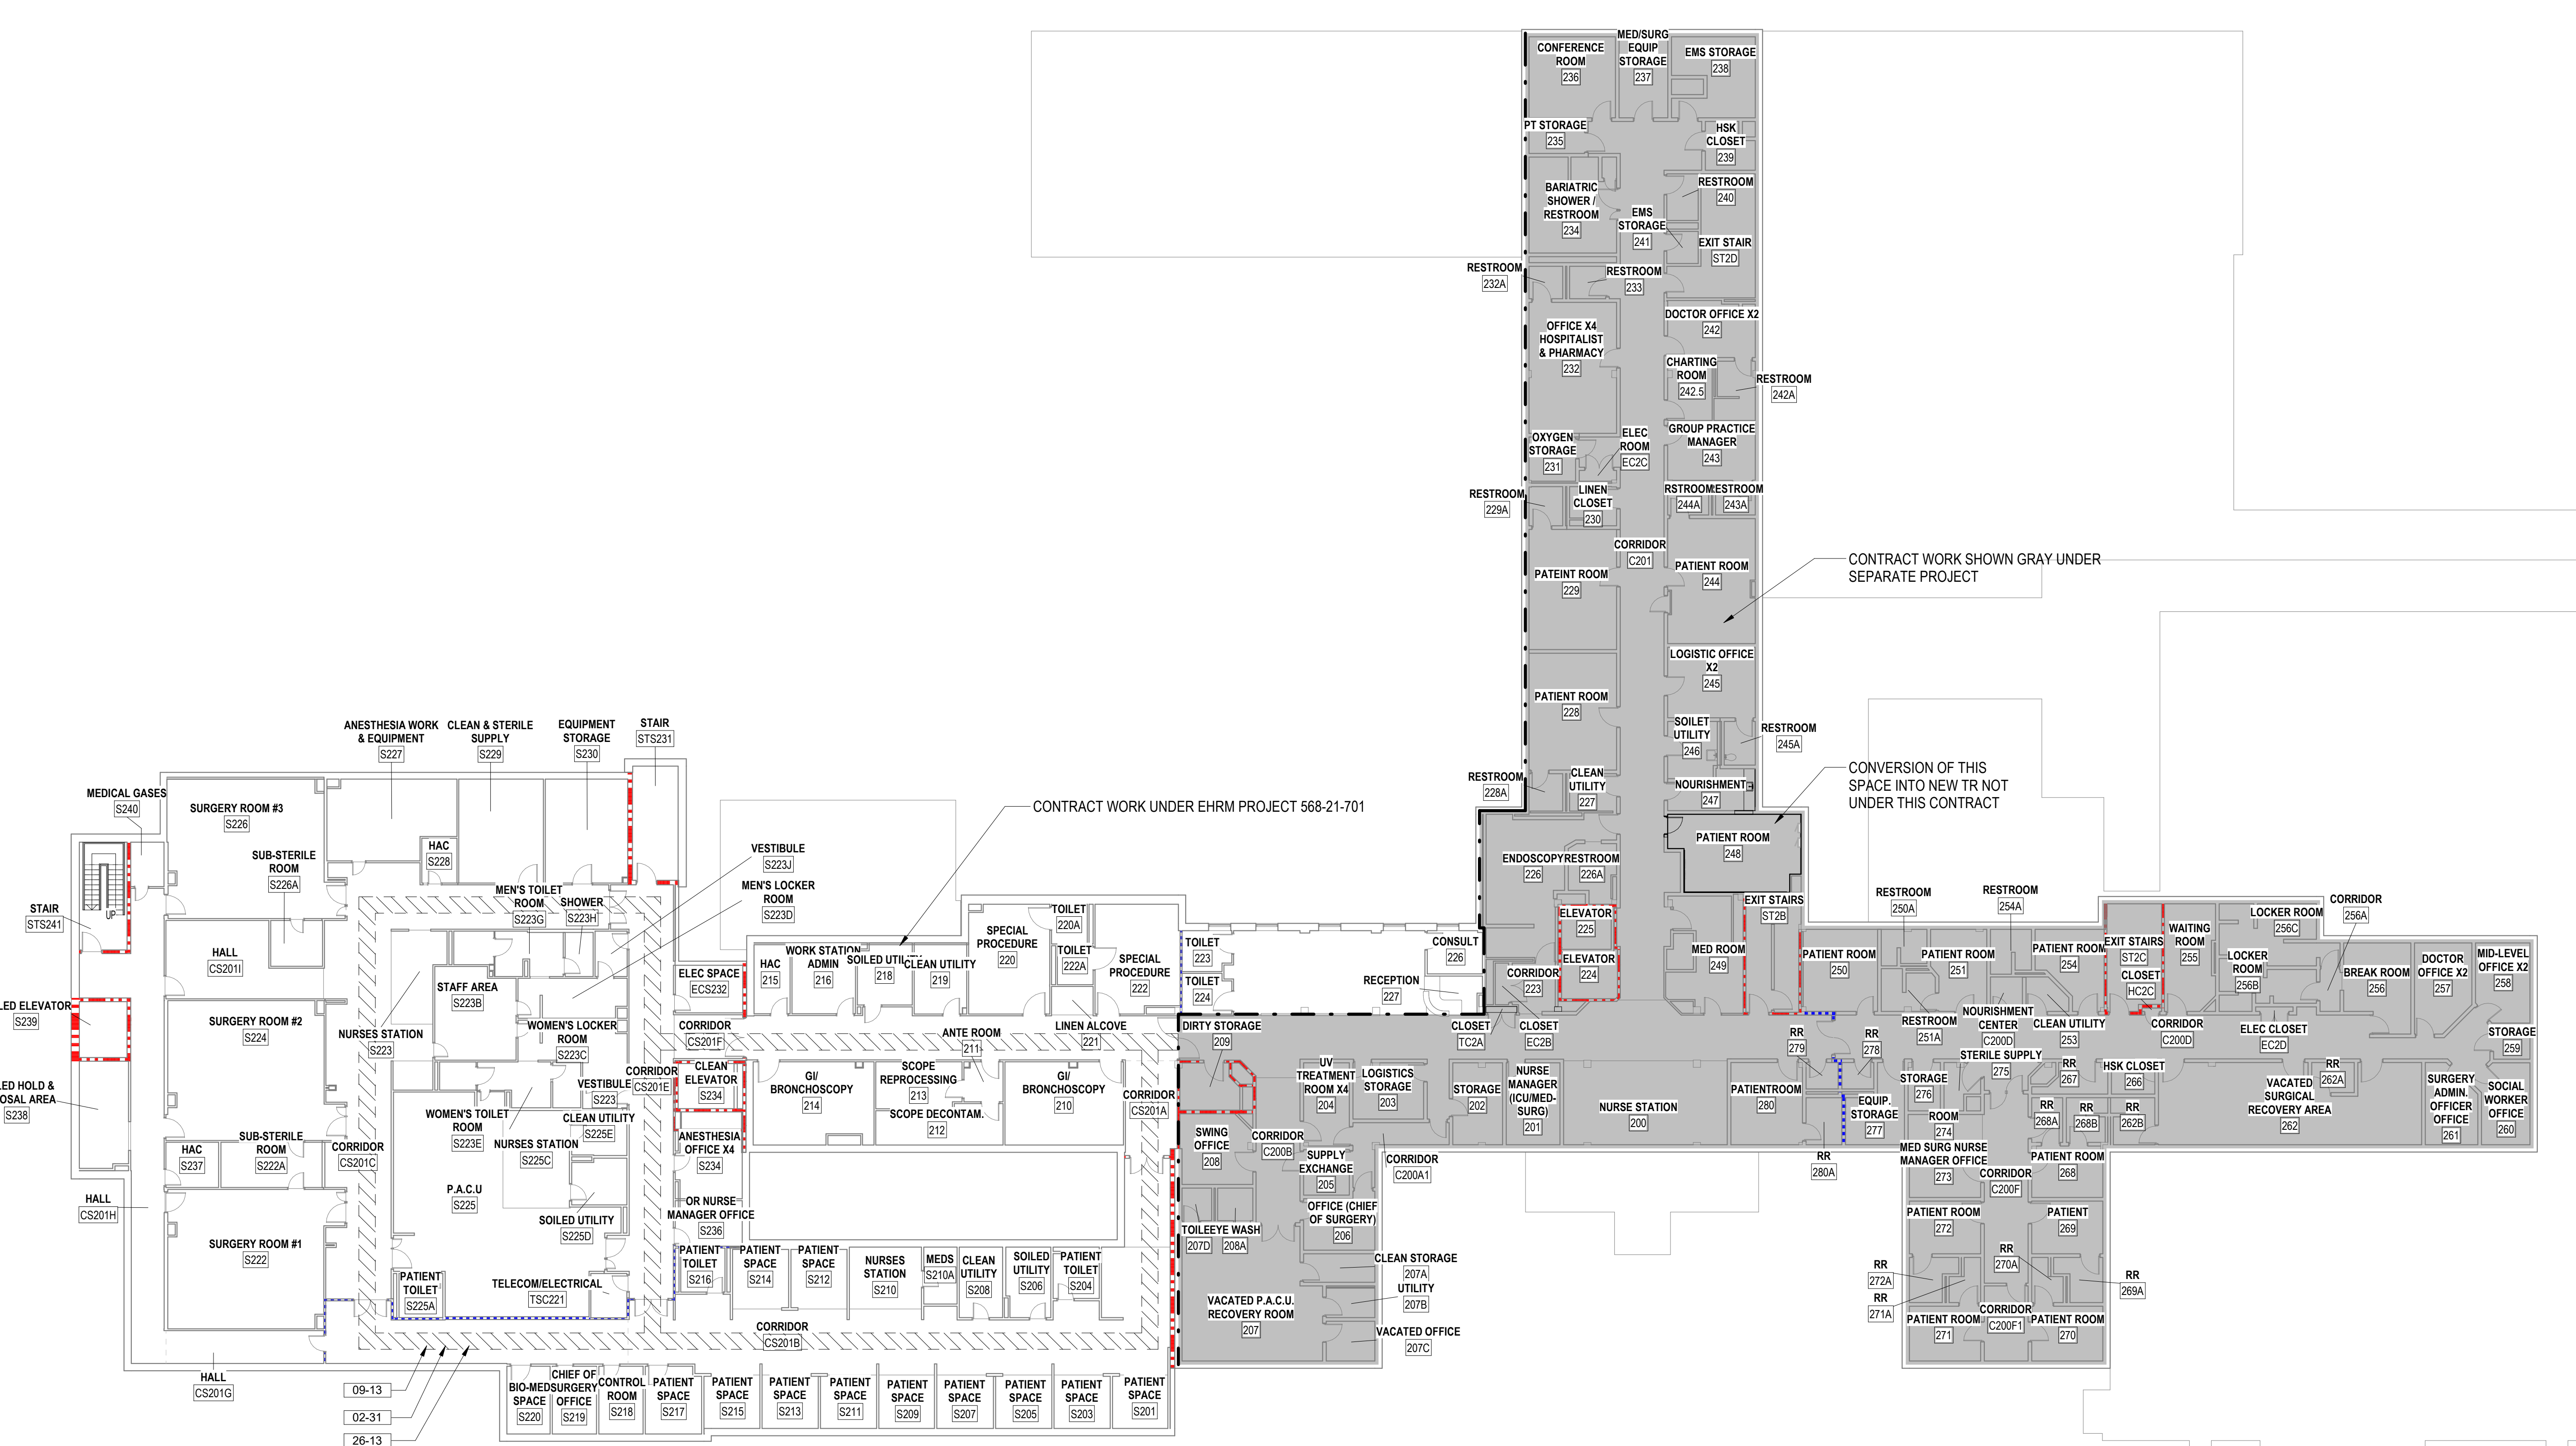 CONFERENCE
ROOM
236
MED/SURG
EQUIP
STORAGE
237
EMS STORAGE
238
PT STORAGE
235
HSK
CLOSET
239
BARIATRIC
SHOWER /
RESTROOM
234
RESTROOM
240
EMS
STORAGE
241
EXIT STAIR
ST2D
RESTROOM
232A
RESTROOM
233
OFFICE X4
HOSPITALIST
& PHARMACY
232
DOCTOR OFFICE X2
242
CHARTING
ROOM
242.5
RESTROOM
242A
OXYGEN
STORAGE
231
ELEC
ROOM
EC2C
GROUP PRACTICE
MANAGER
243
RESTROOM
229A
LINEN
CLOSET
230
RSTROOM
244A
RESTROOM
243A
CORRIDOR
C201
PATEINT ROOM
229
PATIENT ROOM
244
CONTRACT WORK SHOWN GRAY UNDER
SEPARATE PROJECT
LOGISTIC OFFICE
X2
245
PATIENT ROOM
228
SOILET
UTILITY
246
RESTROOM
245A
RESTROOM
228A
CLEAN
UTILITY
227
NOURISHMENT
247
CONVERSION OF THIS
SPACE INTO NEW TR NOT
UNDER THIS CONTRACT
PATIENT ROOM
248
ENDOSCOPY
226
RESTROOM
226A
ELEVATOR
225
ELEVATOR
224
EXIT STAIRS
ST2B
MED ROOM
249
CORRIDOR
223
CLOSET
TC2A
CLOSET
EC2B
ANESTHESIA WORK
& EQUIPMENT
S227
CLEAN & STERILE
SUPPLY
S229
EQUIPMENT
STORAGE
S230
STAIR
STS231
MEDICAL GASES
S240
SURGERY ROOM #3
S226
SUB-STERILE
ROOM
S226A
HAC
S228
CONTRACT WORK UNDER EHRM PROJECT 568-21-701
VESTIBULE
S223J
MEN'S LOCKER
ROOM
S223D
MEN'S TOILET
ROOM
S223G
SHOWER
S223H
UP
STAIR
STS241
HALL
CS201I
STAFF AREA
S223B
ELEC SPACE
ECS232
HAC
215
WORK STATION
ADMIN
216
SOILED UTILITY
218
CLEAN UTILITY
219
SPECIAL
PROCEDURE
220
TOILET
220A
TOILET
222A
SPECIAL
PROCEDURE
222
LINEN ALCOVE
221
TOILET
223
TOILET
224
CONSULT
226
RECEPTION
227
LED ELEVATOR
S239
SURGERY ROOM #2
S224
NURSES STATION
S223
WOMEN'S LOCKER
ROOM
S223C
CORRIDOR
CS201F
ANTE ROOM
211
DIRTY STORAGE
209
LED HOLD &
OSAL AREA
S238
VESTIBULE
S223
CORRIDOR
CS201E
CLEAN
ELEVATOR
S234
GI/
BRONCHOSCOPY
214
SCOPE
REPROCESSING
213
SCOPE DECONTAM.
212
GI/
BRONCHOSCOPY
210
CORRIDOR
CS201A
WOMEN'S TOILET
ROOM
S223E
CLEAN UTILITY
S225E
NURSES STATION
S225C
ANESTHESIA
OFFICE X4
S234
HAC
S237
SUB-STERILE
ROOM
S222A
CORRIDOR
CS201C
P.A.C.U
S225
SOILED UTILITY
S225D
OR NURSE
MANAGER OFFICE
S236
HALL
CS201H
SURGERY ROOM #1
S222
PATIENT
TOILET
S225A
TELECOM/ELECTRICAL
TSC221
PATIENT
TOILET
S216
PATIENT
SPACE
S214
PATIENT
SPACE
S212
NURSES
STATION
S210
MEDS
S210A
CLEAN
UTILITY
S208
SOILED
UTILITY
S206
PATIENT
TOILET
S204
CORRIDOR
CS201B
HALL
CS201G
09-13
02-31
26-13
BIO-MED
SPACE
S220
CHIEF OF
SURGERY
OFFICE
S219
CONTROL
ROOM
S218
PATIENT
SPACE
S217
PATIENT
SPACE
S215
PATIENT
SPACE
S213
PATIENT
SPACE
S211
PATIENT
SPACE
S209
PATIENT
SPACE
S207
PATIENT
SPACE
S205
PATIENT
SPACE
S203
PATIENT
SPACE
S201
UV
TREATMENT
ROOM X4
204
LOGISTICS
STORAGE
203
STORAGE
202
NURSE
MANAGER
(ICU/MED-
SURG)
201
NURSE STATION
200
SWING
OFFICE
208
CORRIDOR
C200B
SUPPLY
EXCHANGE
205
CORRIDOR
C200A1
OFFICE (CHIEF
OF SURGERY)
206
TOILE
207D
EYE WASH
208A
CLEAN STORAGE
207A
UTILITY
207B
VACATED P.A.C.U.
RECOVERY ROOM
207
VACATED OFFICE
207C
PATIENT ROOM
250
RESTROOM
250A
PATIENT ROOM
251
RESTROOM
254A
PATIENT ROOM
254
EXIT STAIRS
ST2C
CLOSET
HC2C
WAITING
ROOM
255
LOCKER ROOM
256C
CORRIDOR
256A
LOCKER
ROOM
256B
BREAK ROOM
256
DOCTOR
OFFICE X2
257
MID-LEVEL
OFFICE X2
258
RESTROOM
251A
NOURISHMENT
CENTER
C200D
CLEAN UTILITY
253
CORRIDOR
C200D
ELEC CLOSET
EC2D
STORAGE
259
RR
279
RR
278
STERILE SUPPLY
275
STORAGE
276
RR
267
HSK CLOSET
266
RR
262A
VACATED
SURGICAL
RECOVERY AREA
262
SURGERY
ADMIN.
OFFICER
OFFICE
261
SOCIAL
WORKER
OFFICE
260
PATIENTROOM
280
EQUIP.
STORAGE
277
ROOM
274
RR
268A
RR
268B
RR
262B
RR
280A
MED SURG NURSE
MANAGER OFFICE
273
CORRIDOR
C200F
PATIENT ROOM
268
PATIENT ROOM
272
PATIENT
269
RR
272A
RR
271A
RR
270A
RR
269A
PATIENT ROOM
271
CORRIDOR
C200F1
PATIENT ROOM
270